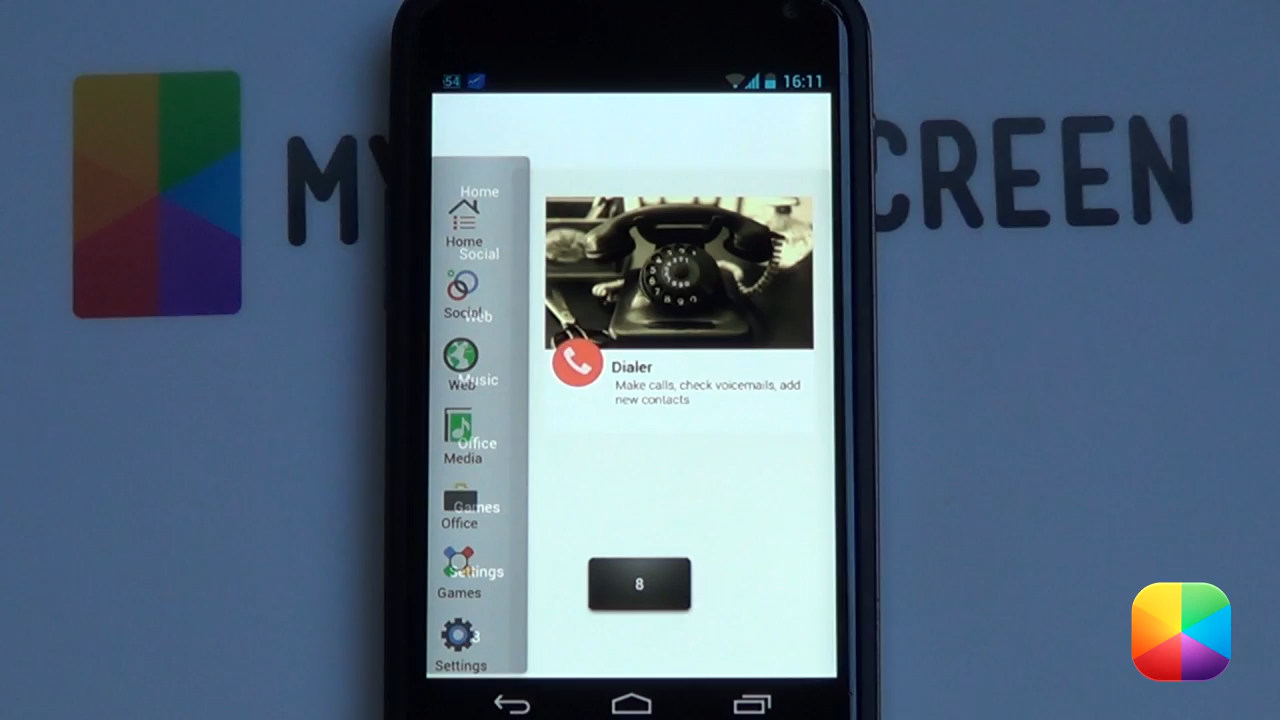 54
16:11
MY
CREEN
Home
Home
Social
Social
Web
Music
Web
Office
Media
Games
Office
Settings
Games
3
Settings
Dialer
Make calls, check voicemails, add
new contacts
8